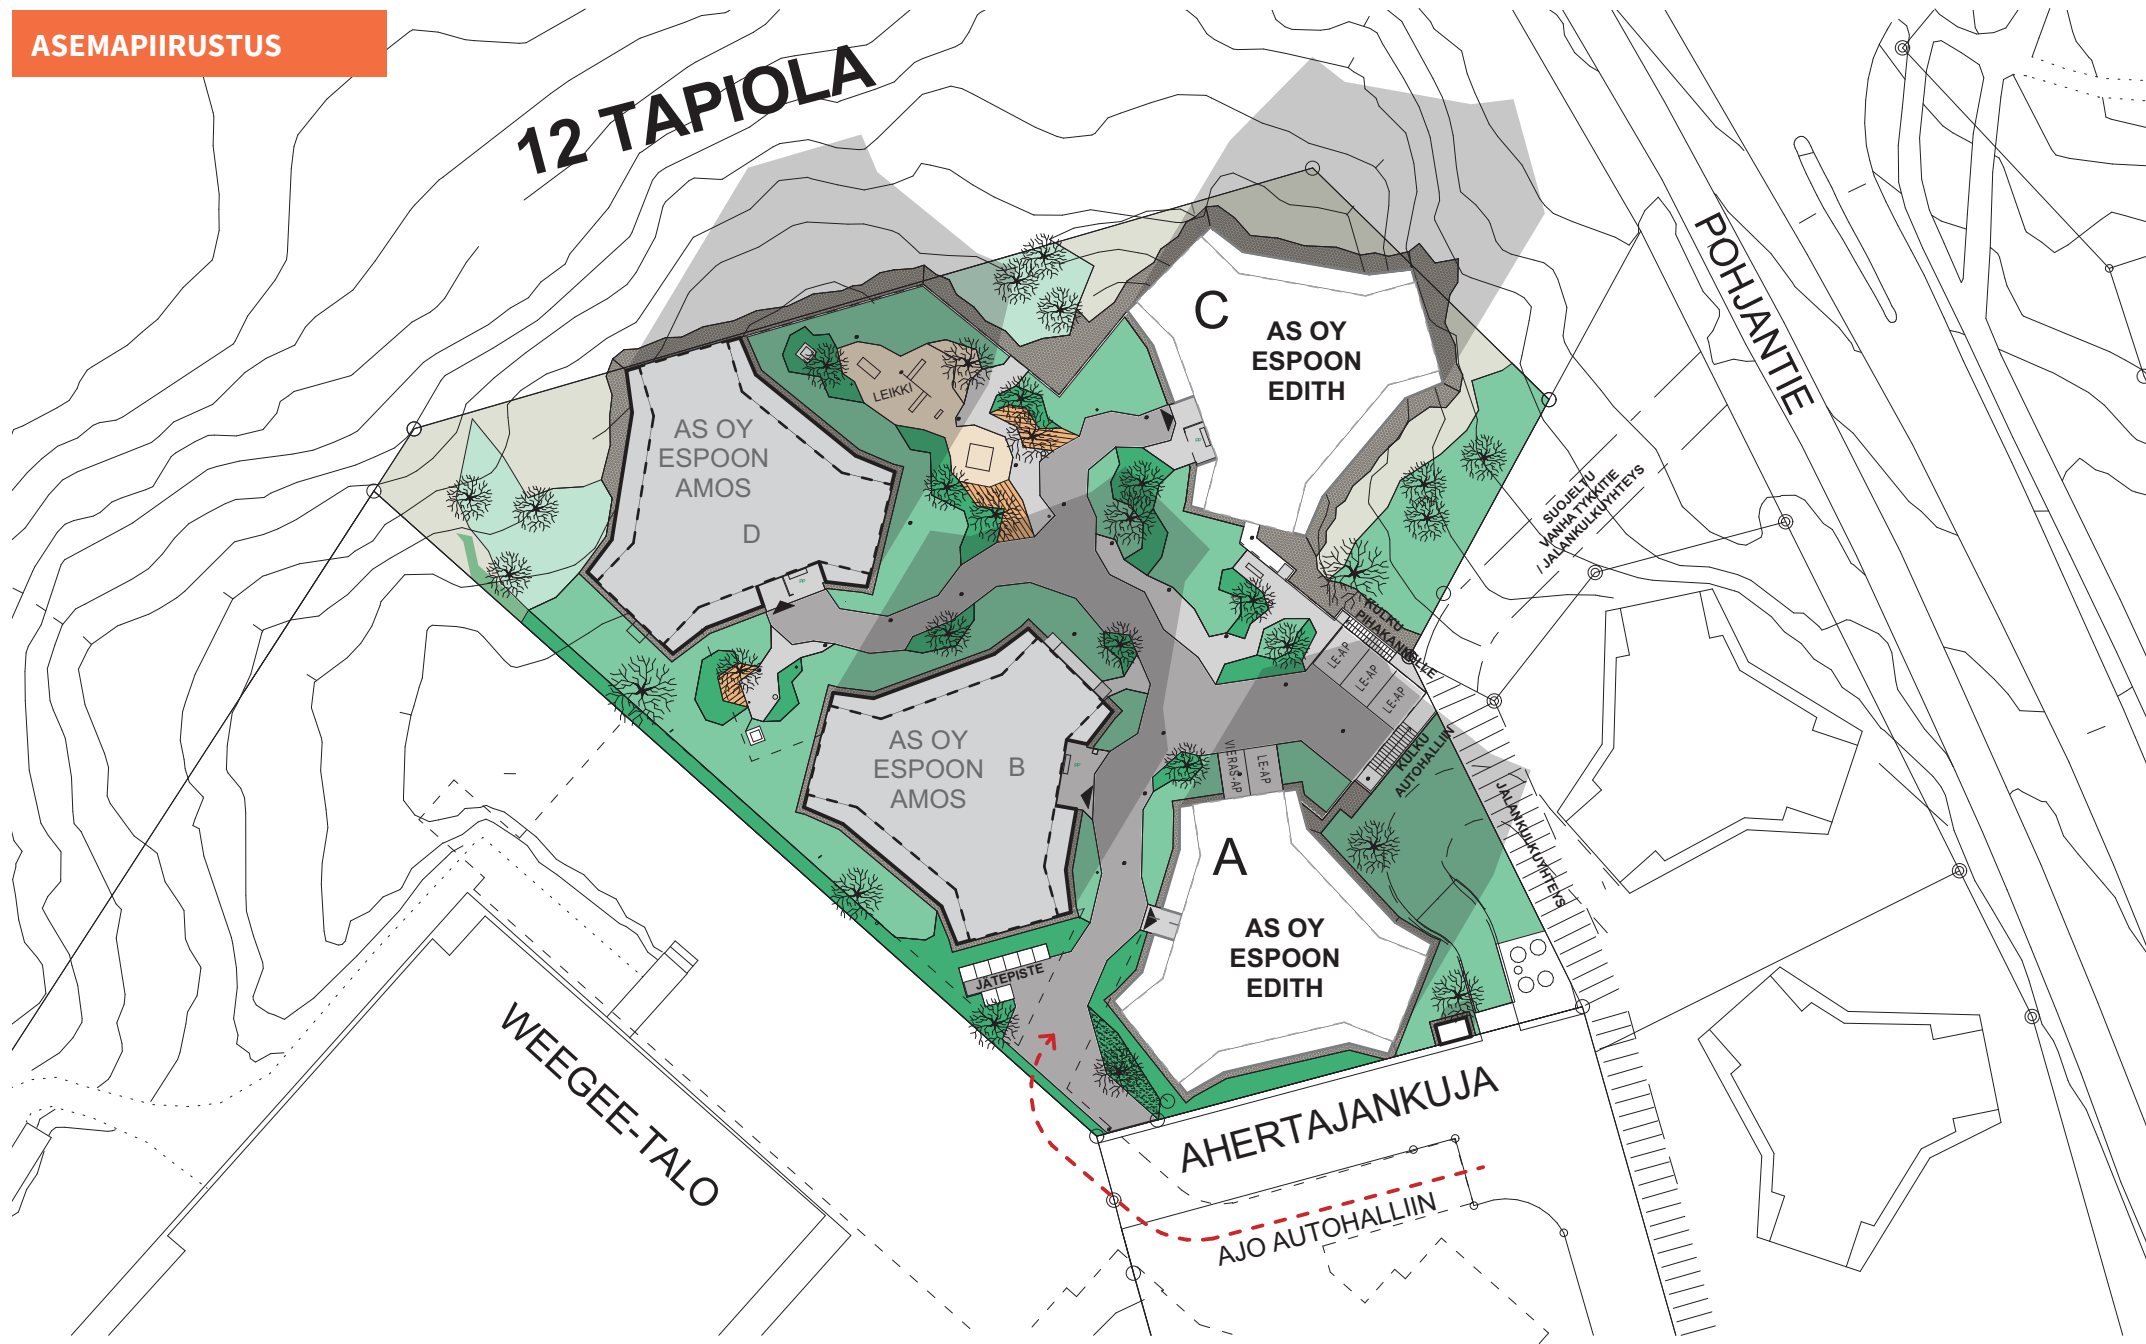 ASEMAPIIRUSTUS
12 TAPIOLA
POHJANTIE
C
AS OY
ESPOON
EDITH
LEIKKI
AS OY
ESPOON
AMOS
D
SUOJELTU
VANHA TYKKITIE
/ JALANKULKUYHTEYS
KULKU
PIHAKANNELLE
LE-AP
LE-AP
LE-AP
KULKU
AUTOHALLIIN
VIERAS-AP
LE-AP
AS OY
ESPOON
AMOS
B
JALANKULKUYHTEYS
A
AS OY
ESPOON
EDITH
JÄTEPISTE
WEEGEE-TALO
AHERTAJANKUJA
AJO AUTOHALLIIN